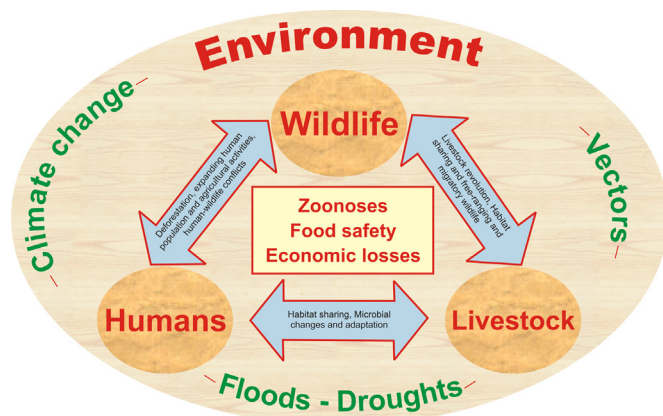 Environment
Climate change
Vectors
Wildlife
Deforestation, expanding human
population and agricultural activities,
human-wildlife conflicts
Livestock revolution, Habitat
sharing and free-ranging and
migratory wildlife
Zoonoses
Food safety
Economic losses
Humans
Habitat sharing, Microbial
changes and adaptation
Livestock
Floods - Droughts